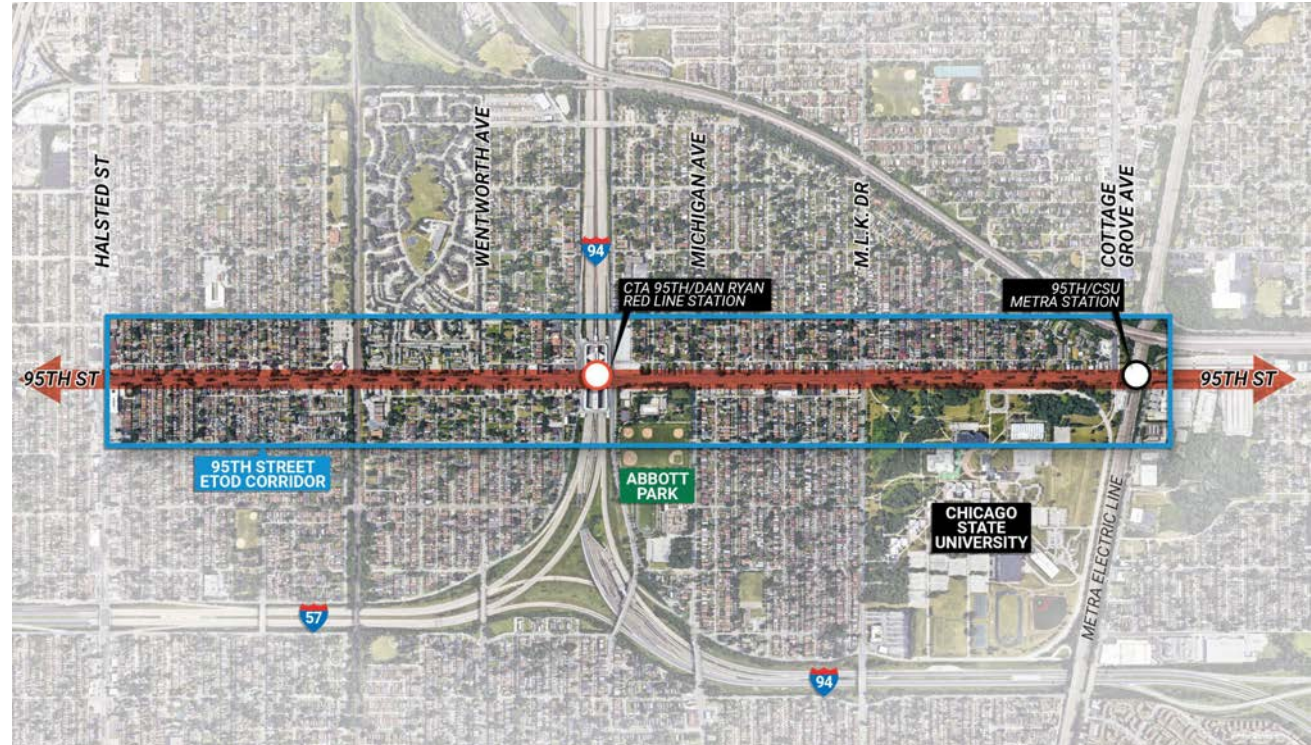 HALSTED ST
WENTWORTH AVE
94
MICHIGAN AVE
M.L.K. DR
COTTAGE
GROVE AVE
CTA 95TH/DAN RYAN
RED LINE STATION
95TH/CSU
METRA STATION
95TH ST
95TH ST
95TH STREET
ETOD CORRIDOR
ABBOTT
PARK
CHICAGO
STATE
UNIVERSITY
METRA ELECTRIC LINE
57
94